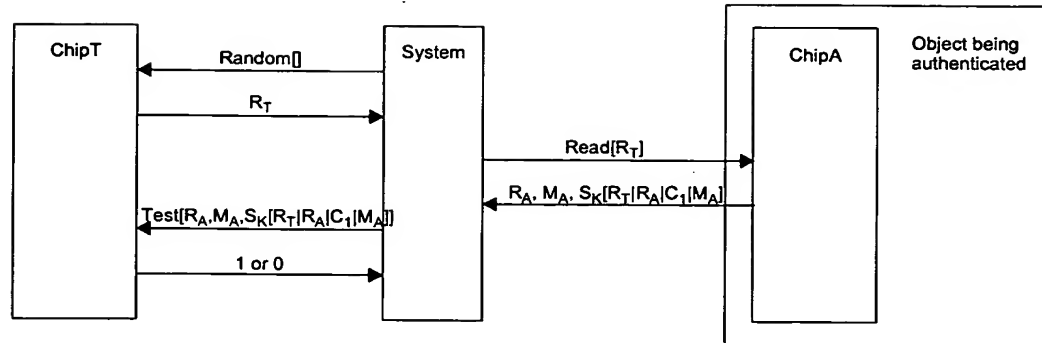 ChipT
System
ChipA
Object being
authenticated
Random[]
R_T
Read[R_T]
R_A, M_A, S_K[R_T|R_A|C_1|M_A]
Test[R_A,M_A,S_K[R_T|R_A|C_1|M_A]]
1 or 0